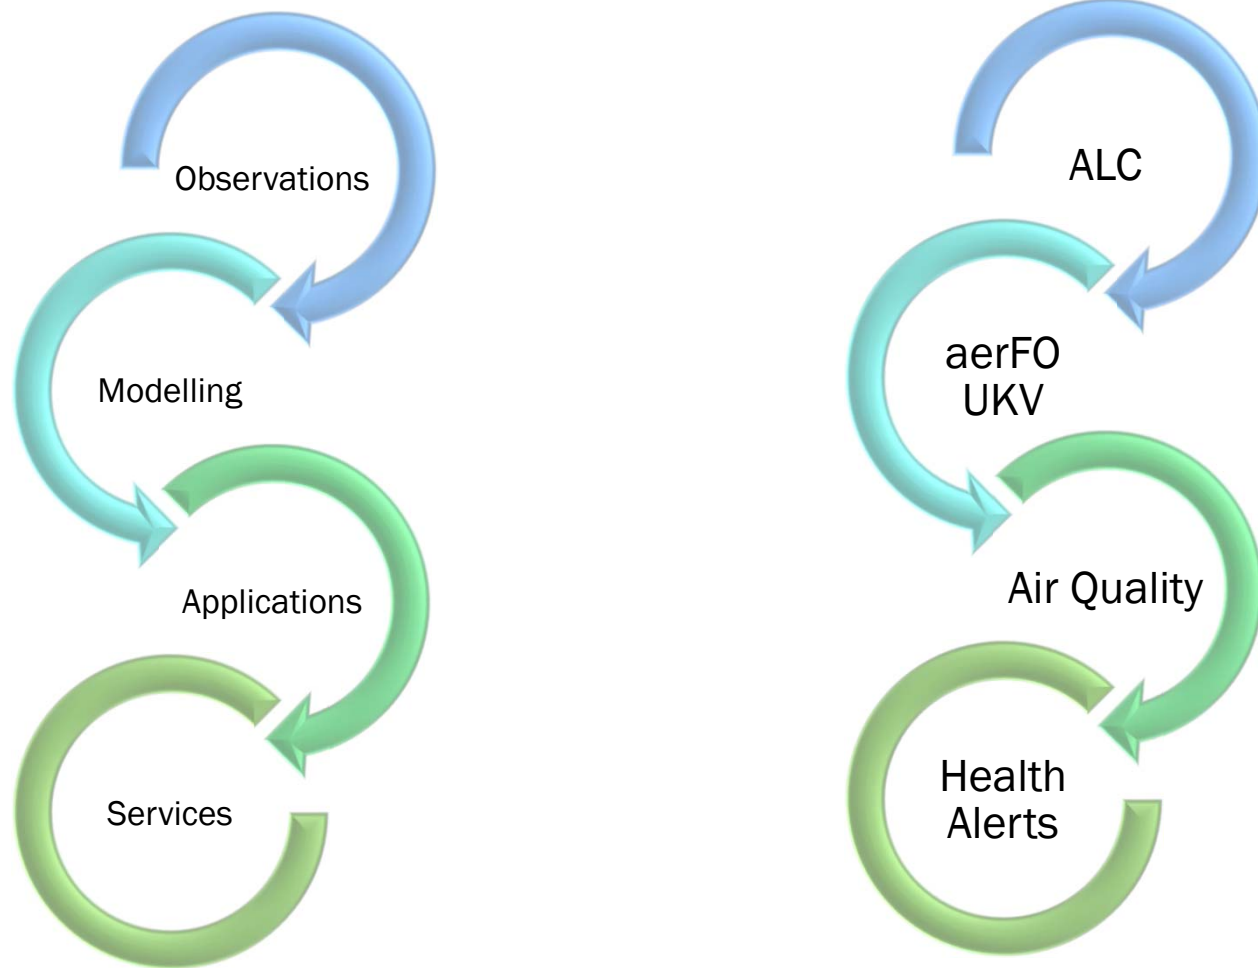 Observations
Modelling
Applications
Services
ALC
aerFO
UKV
Air Quality
Health
Alerts